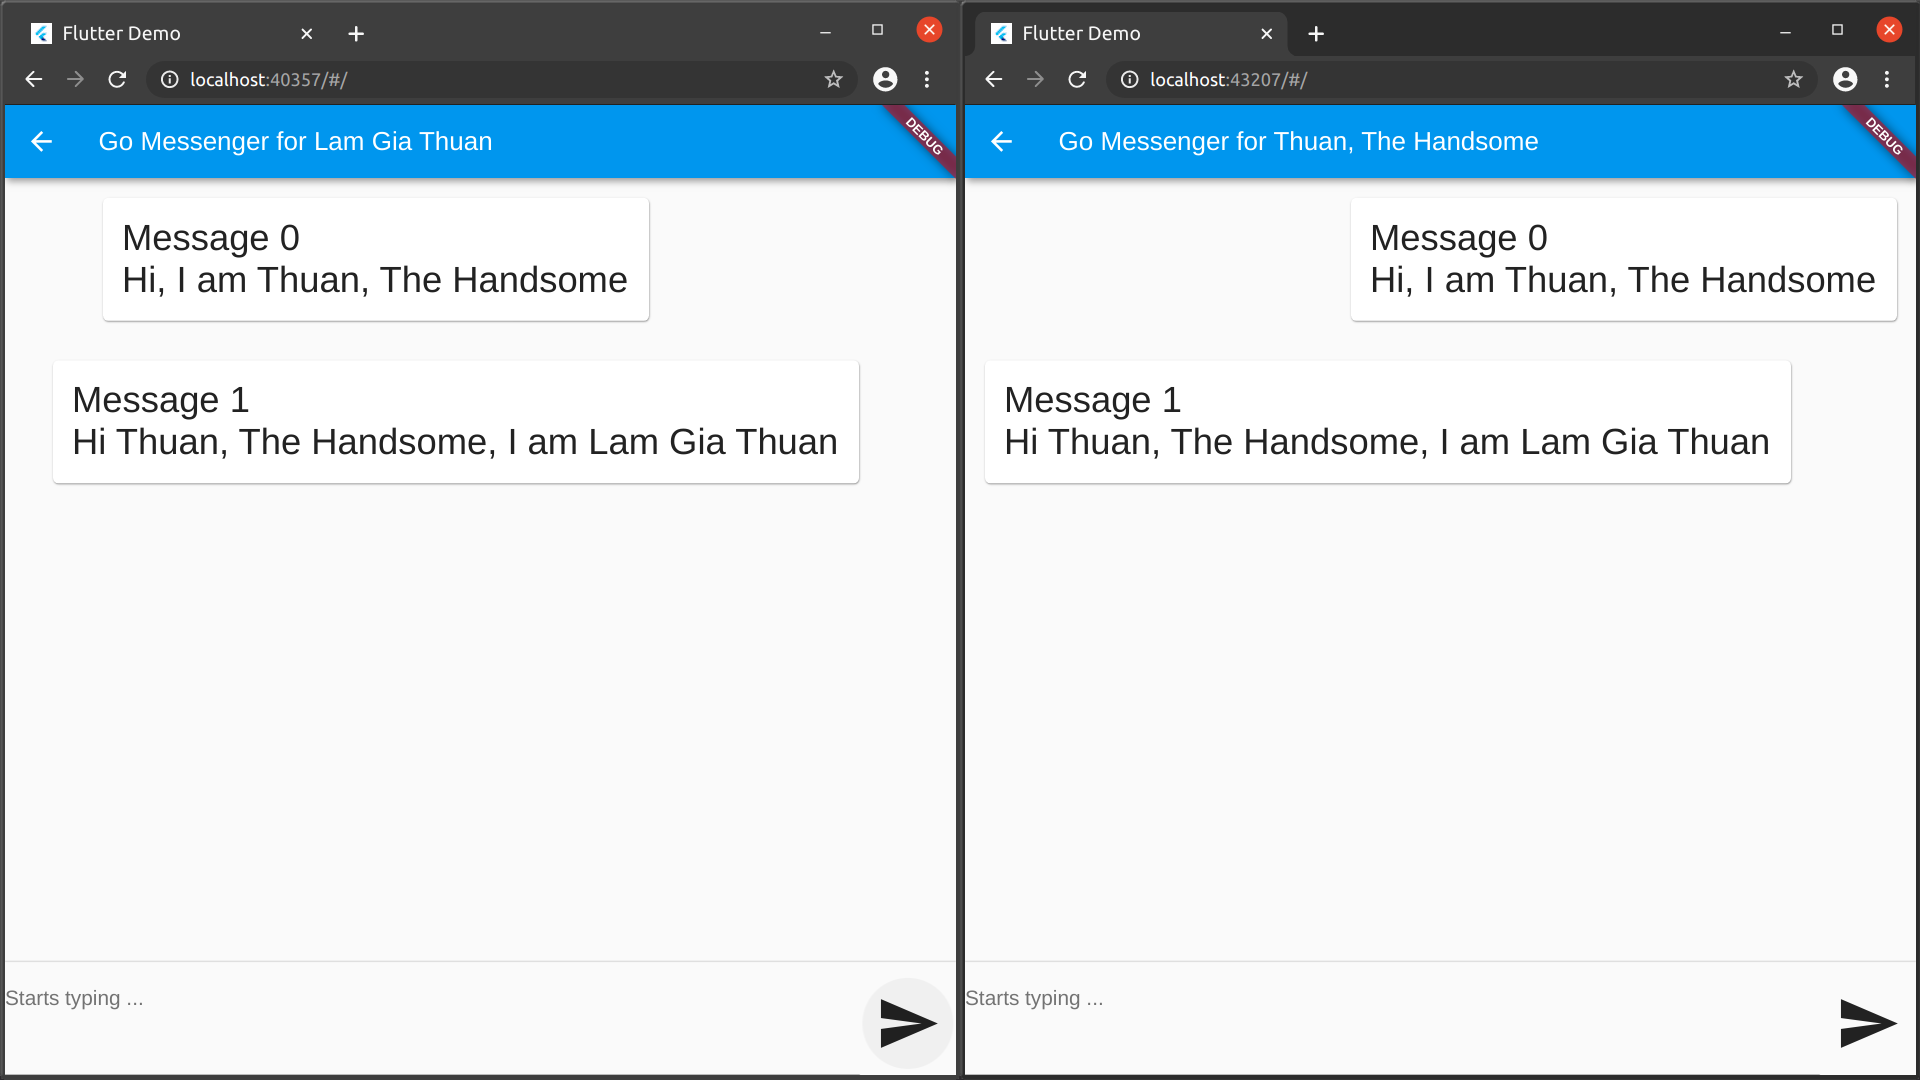 Flutter Demo
localhost:40357/#/
Go Messenger for Lam Gia Thuan
DEBUG
Message 0
Hi, I am Thuan, The Handsome
Message 1
Hi Thuan, The Handsome, I am Lam Gia Thuan
Starts typing ...
Flutter Demo
localhost:43207/#/
Go Messenger for Thuan, The Handsome
DEBUG
Message 0
Hi, I am Thuan, The Handsome
Message 1
Hi Thuan, The Handsome, I am Lam Gia Thuan
Starts typing ...